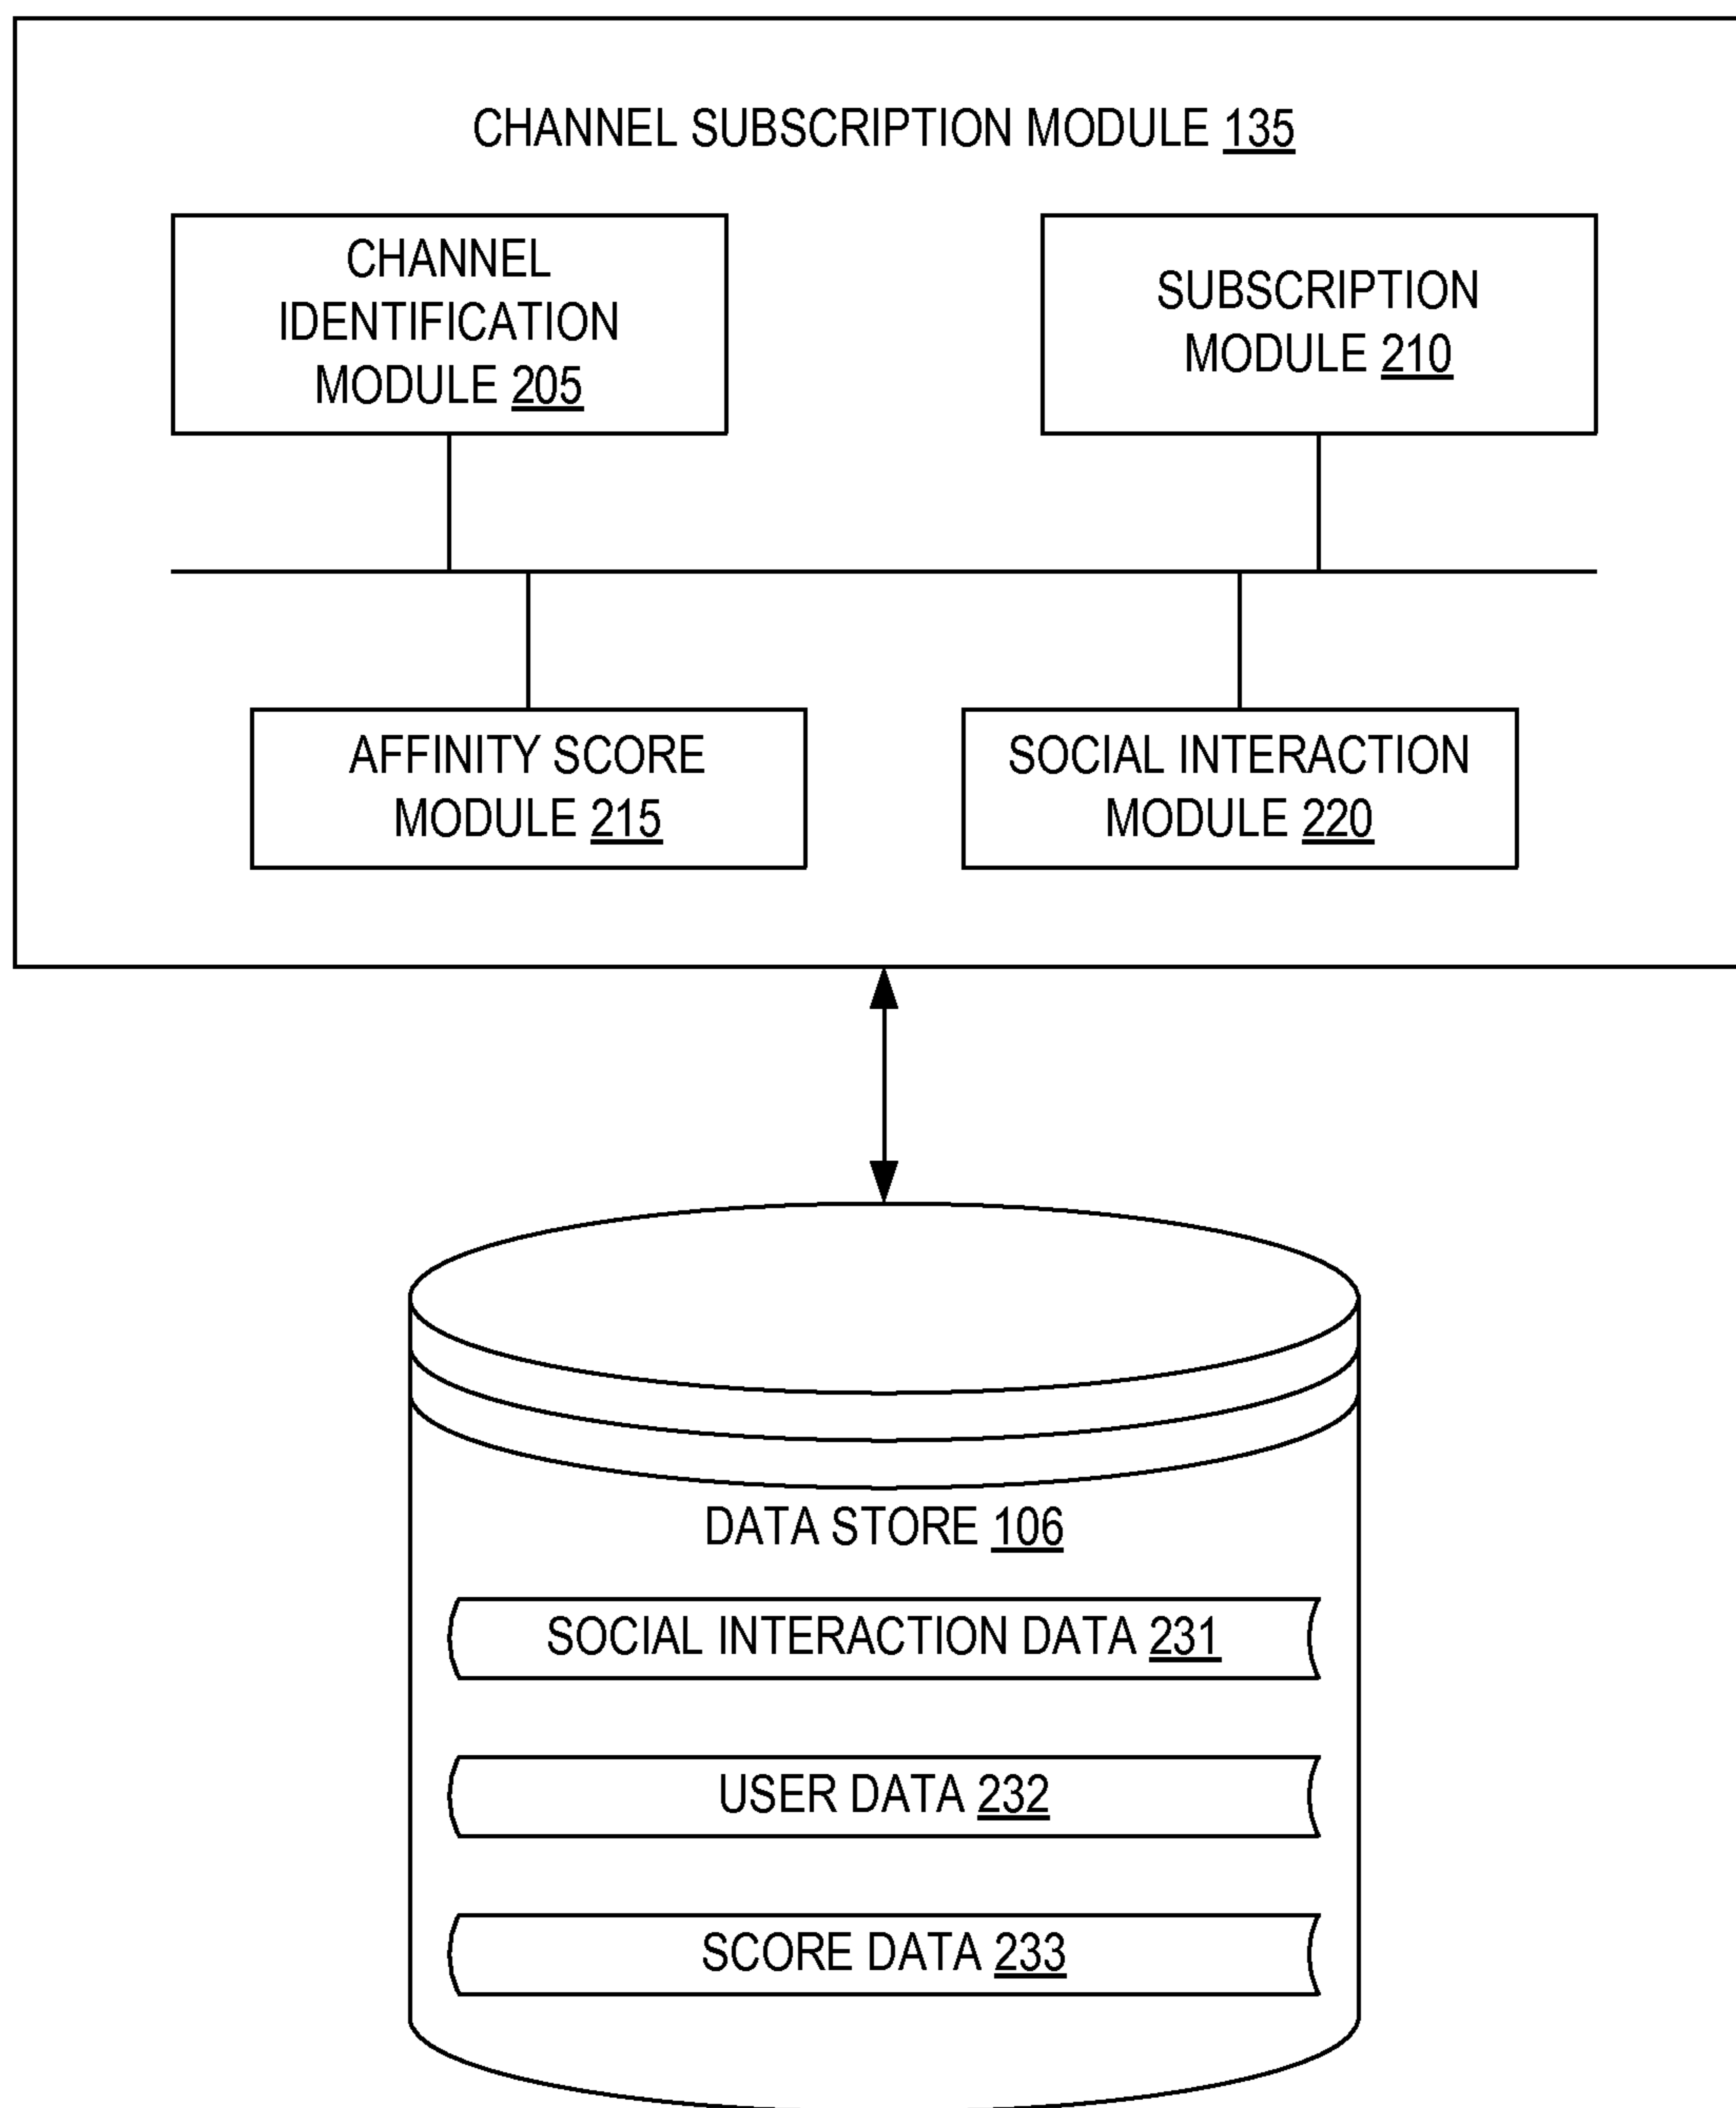 CHANNEL SUBSCRIPTION MODULE 135
CHANNEL
IDENTIFICATION
MODULE 205
SUBSCRIPTION
MODULE 210
AFFINITY SCORE
MODULE 215
SOCIAL INTERACTION
MODULE 220
DATA STORE 106
SOCIAL INTERACTION DATA 231
USER DATA 232
SCORE DATA 233